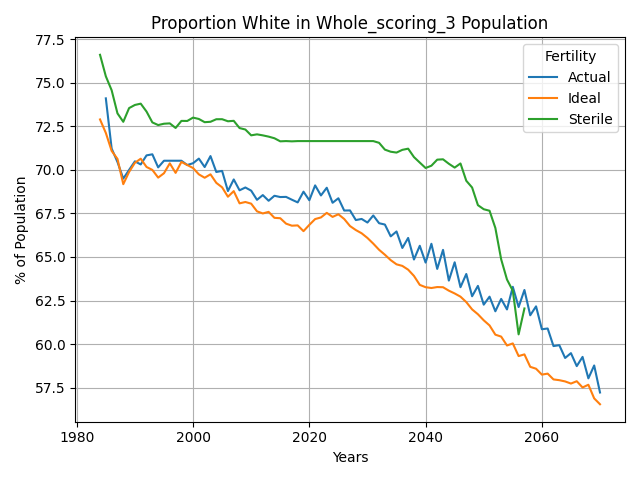 Proportion White in Whole_scoring_3 Population
% of Population
77.5
75.0
72.5
70.0
67.5
65.0
62.5
60.0
57.5
Fertility
Actual
Ideal
Sterile
1980 2000 2020 2040 2060
Years